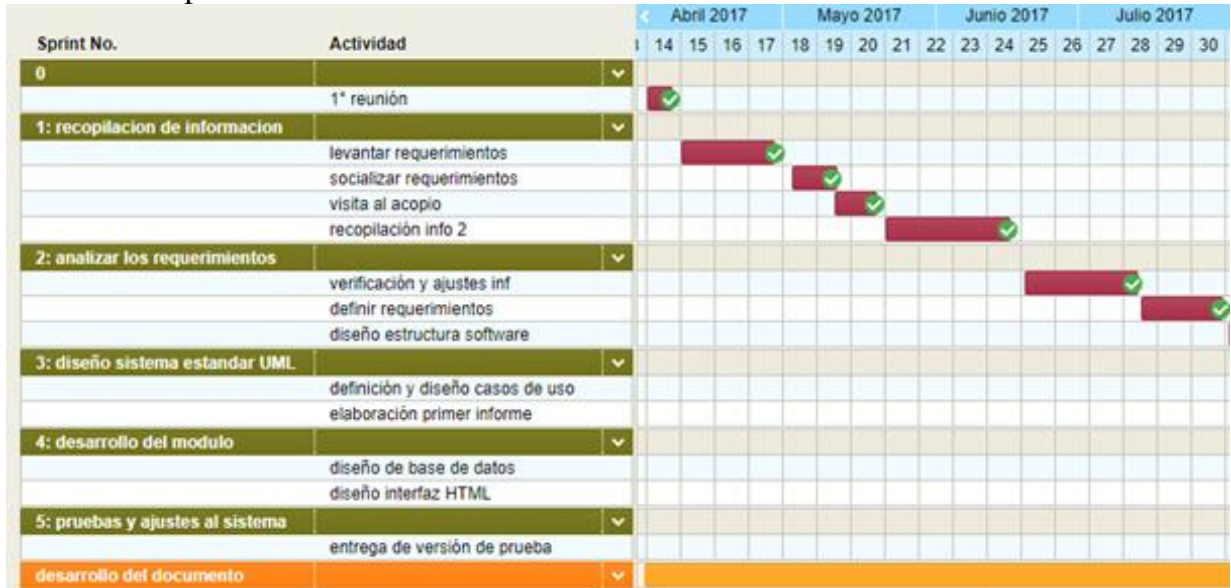 Abril 2017 Mayo 2017 Junio 2017 Julio 2017
Sprint No. Actividad 14 15 16 17 18 19 20 21 22 23 24 25 26 27 28 29 30
0
1° reunión
1: recopilacion de informacion
levantar requerimientos
socializar requerimientos
visita al acopio
recopilación info 2
2: analizar los requerimientos
verificación y ajustes inf
definir requerimientos
diseño estructura software
3: diseño sistema estandar UML
definición y diseño casos de uso
elaboración primer informe
4: desarrollo del modulo
diseño de base de datos
diseño interfaz HTML
5: pruebas y ajustes al sistema
entrega de versión de prueba
desarrollo del documento